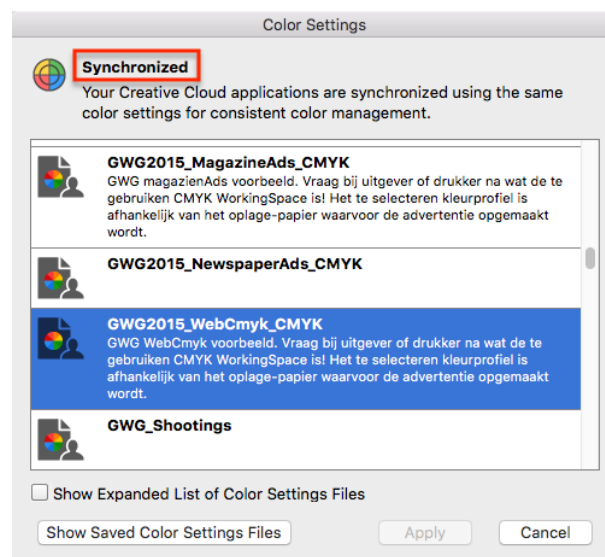 Color Settings
Synchronized
Your Creative Cloud applications are synchronized using the same
color settings for consistent color management.
GWG2015_MagazineAds_CMYK
GWG magazienAds voorbeeld. Vraag bij uitgever of drukker na wat de te
gebruiken CMYK WorkingSpace is! Het te selecteren kleurprofiel is
afhankelijk van het oplage-papier waarvoor de advertentie opgemaakt
wordt.
GWG2015_NewspaperAds_CMYK
GWG2015_WebCmyk_CMYK
GWG WebCmyk voorbeeld. Vraag bij uitgever of drukker na wat de te
gebruiken CMYK WorkingSpace is! Het te selecteren kleurprofiel is
afhankelijk van het oplage-papier waarvoor de advertentie opgemaakt
wordt.
GWG_Shootings
Show Expanded List of Color Settings Files
Show Saved Color Settings Files
Apply
Cancel